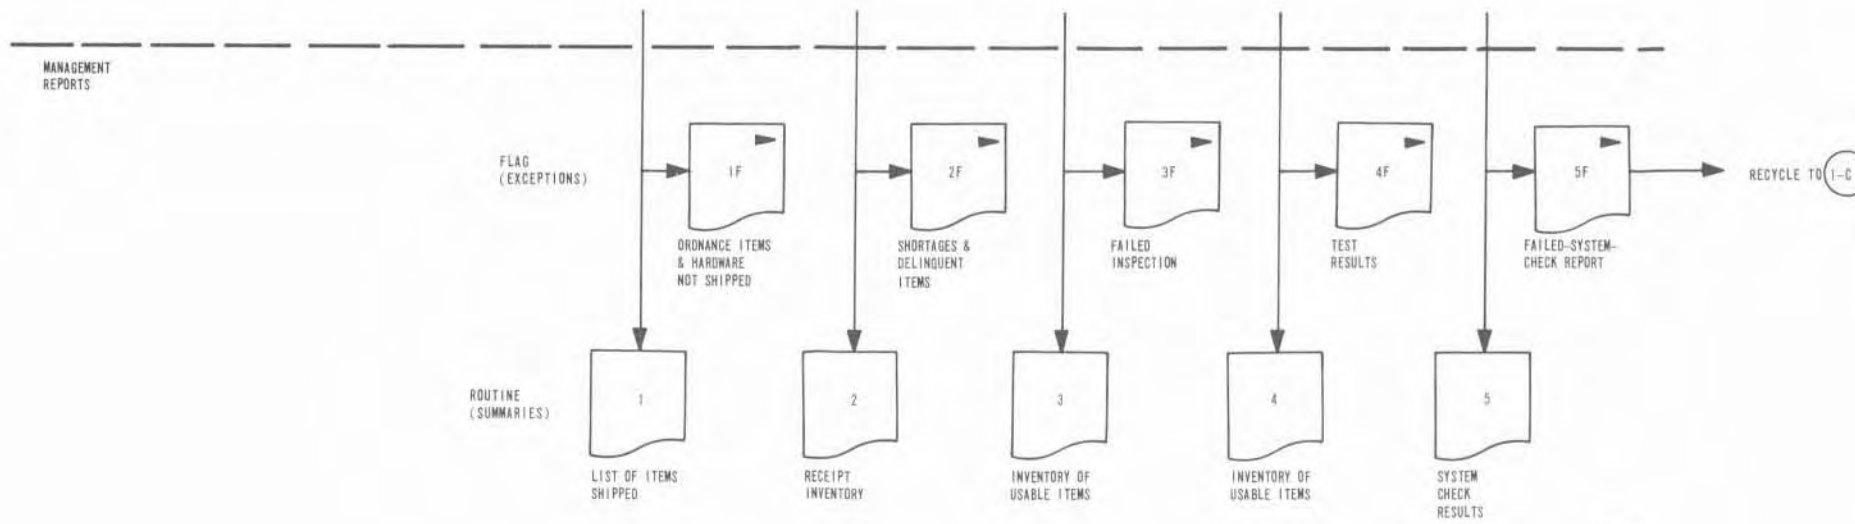 MANAGEMENT
REPORTS
FLAG
(EXCEPTIONS)
1F
2F
3F
4F
5F
RECYCLE TO 1-C
ORDNANCE ITEMS
& HARDWARE
NOT SHIPPED
SHORTAGES &
DELINQUENT
ITEMS
FAILED
INSPECTION
TEST
RESULTS
FAILED-SYSTEM-
CHECK REPORT
ROUTINE
(SUMMARIES)
1
2
3
4
5
LIST OF ITEMS
SHIPPED
RECEIPT
INVENTORY
INVENTORY OF
USABLE ITEMS
INVENTORY OF
USABLE ITEMS
SYSTEM
CHECK
RESULTS